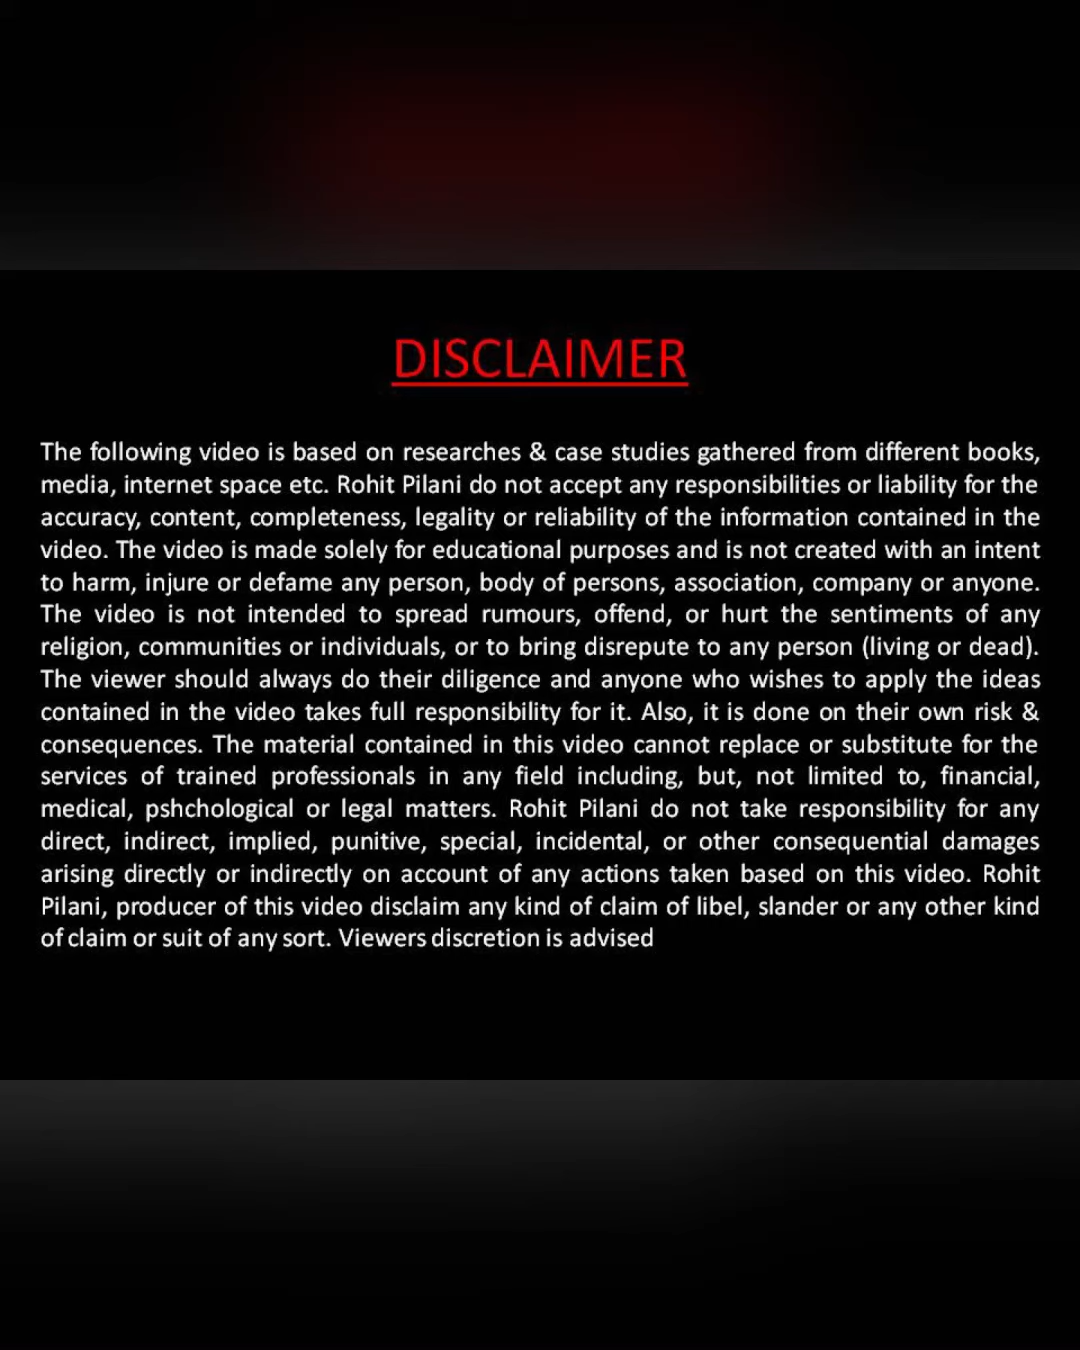 DISCLAIMER
The following video is based on researches & case studies gathered from different books,
media, internet space etc. Rohit Pilani do not accept any responsibilities or liability for the
accuracy, content, completeness, legality or reliability of the information contained in the
video. The video is made solely for educational purposes and is not created with an intent
to harm, injure or defame any person, body of persons, association, company or anyone.
The video is not intended to spread rumours, offend, or hurt the sentiments of any
religion, communities or individuals, or to bring disrepute to any person (living or dead).
The viewer should always do their diligence and anyone who wishes to apply the ideas
contained in the video takes full responsibility for it. Also, it is done on their own risk &
consequences. The material contained in this video cannot replace or substitute for the
services of trained professionals in any field including, but, not limited to, financial,
medical, pshchological or legal matters. Rohit Pilani do not take responsibility for any
direct, indirect, implied, punitive, special, incidental, or other consequential damages
arising directly or indirectly on account of any actions taken based on this video. Rohit
Pilani, producer of this video disclaim any kind of claim of libel, slander or any other kind
of claim or suit of any sort. Viewers discretion is advised